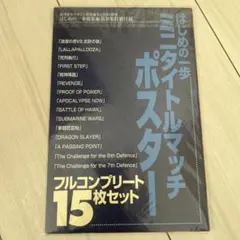 はじめの一歩
ミニタイトルマッチ
ポスター
「LALLAPALLOOZA」
「FIRST STEP」
「REVENGE」
「PROOF OF POWER」
「APOCALYPSE NOW」
「BATTLE OF HAWK」
「SUBMARINE WARS」
「DRAGON SLAYER」
「A PASSING POINT」
「The Challenge for the 6th Defence」
「The Challenge for the 7th Defence」
フルコンプリート
15枚セット